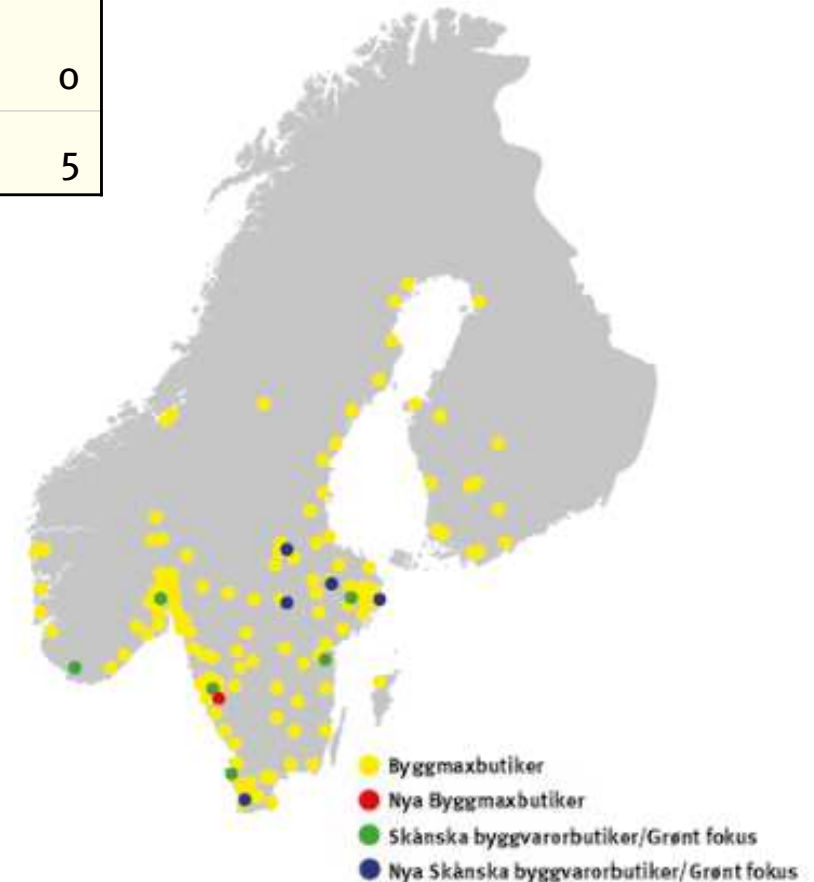 0
5
Byggmaxbutiker
Nya Byggmaxbutiker
Skånska byggvarorbutiker/Grønt fokus
Nya Skånska byggvarorbutiker/Grønt fokus